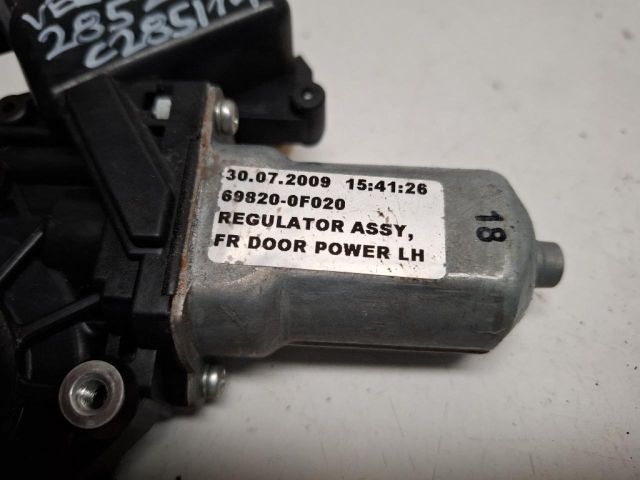 30.07.2009 15:41:26
69820-0F020
REGULATOR ASSY,
FR DOOR POWER LH
18